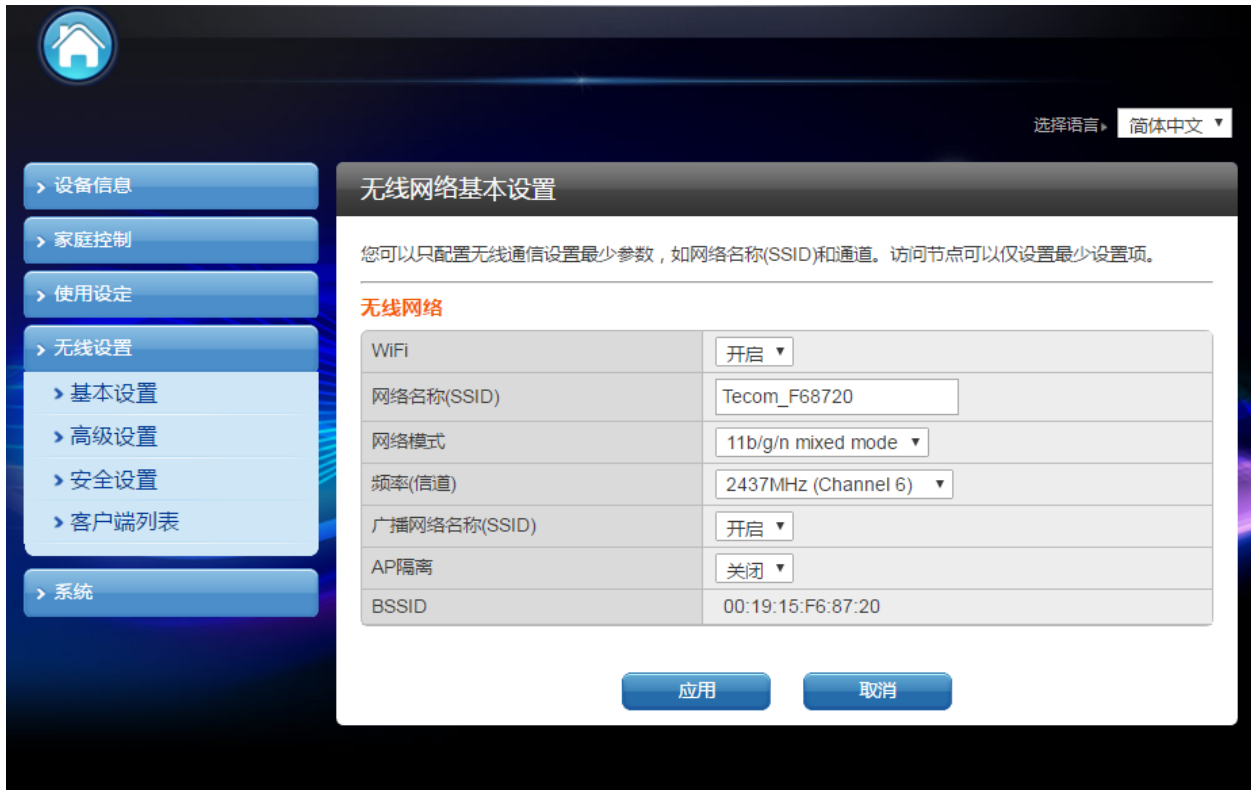 选择语言 简体中文
设备信息
家庭控制
使用设定
无线设置
基本设置
高级设置
安全设置
客户端列表
系统
无线网络基本设置
您可以只配置无线通信设置最少参数，如网络名称(SSID)和通道。访问节点可以仅设置最少设置项。
无线网络
WiFi 开启
网络名称(SSID) Tecom_F68720
网络模式 11b/g/n mixed mode
频率(信道) 2437MHz (Channel 6)
广播网络名称(SSID) 开启
AP隔离 关闭
BSSID 00:19:15:F6:87:20
应用 取消